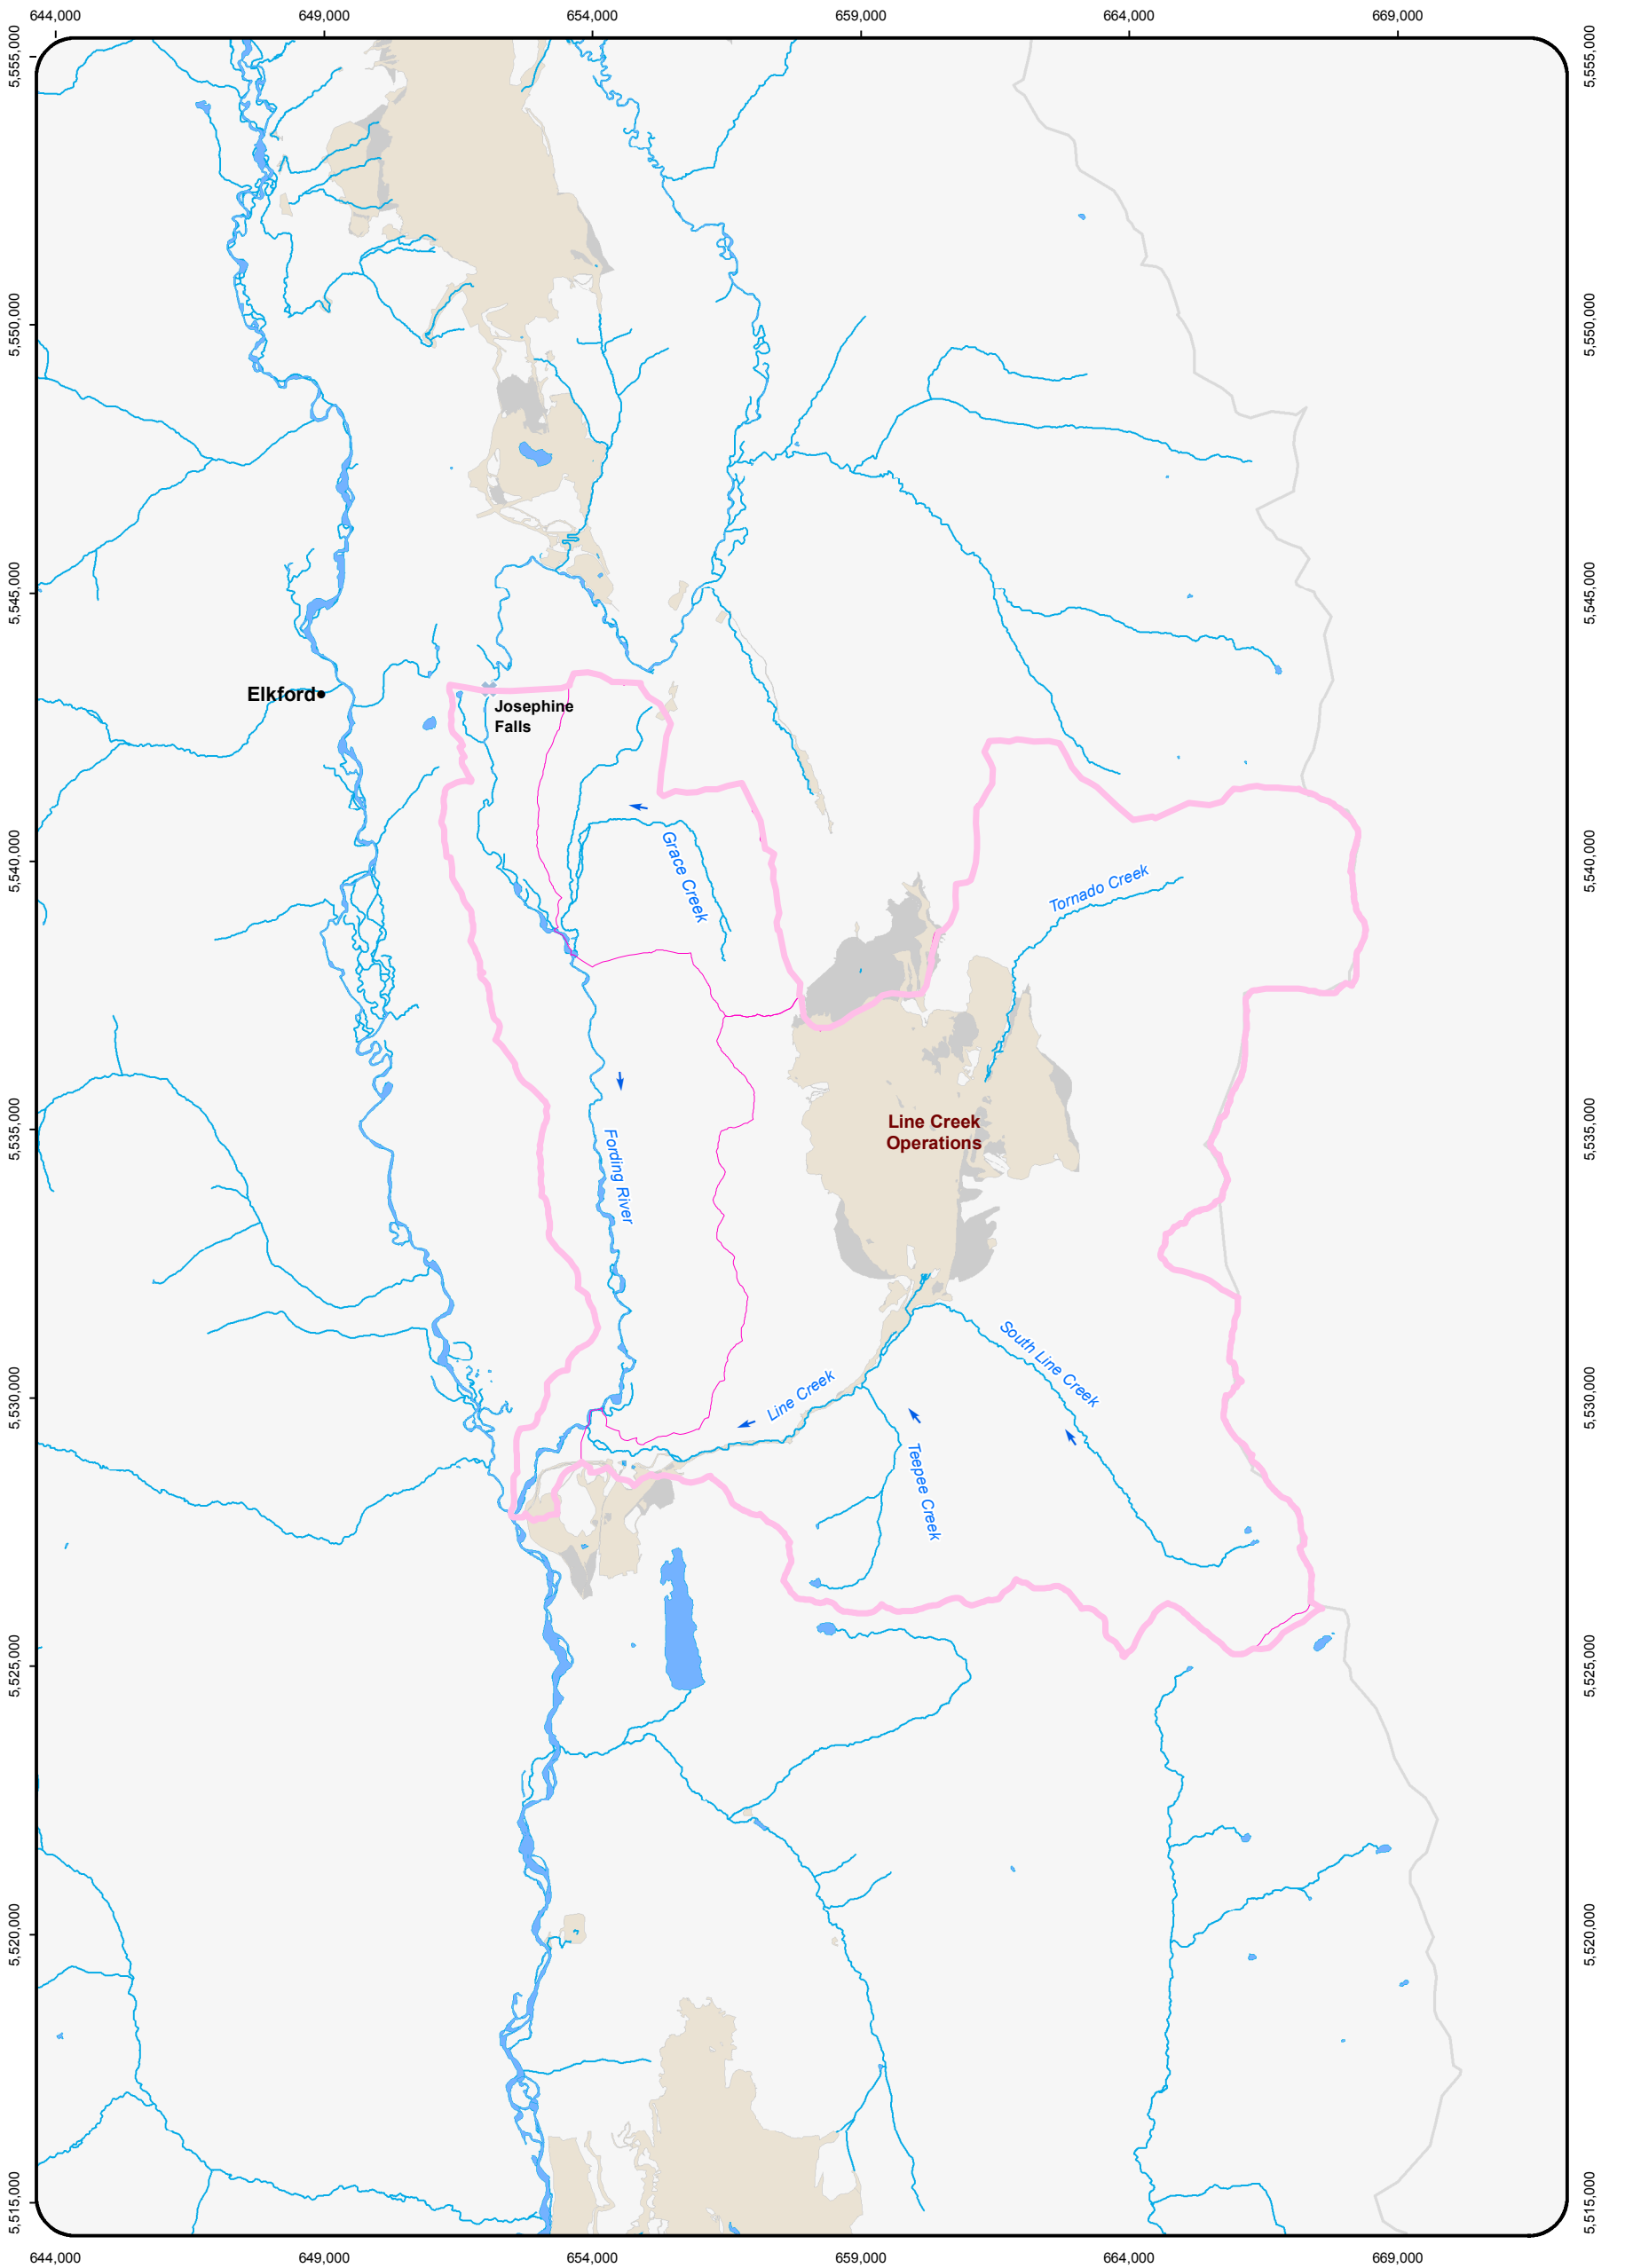 644,000
649,000
654,000
659,000
664,000
669,000
5,555,000
5,555,000
5,550,000
5,550,000
5,545,000
5,545,000
Elkford
Josephine
Falls
Grace Creek
5,540,000
5,540,000
Tornado Creek
Line Creek
Operations
5,535,000
5,535,000
Fording River
South Line Creek
Line Creek
5,530,000
5,530,000
Teepee Creek
5,525,000
5,525,000
5,520,000
5,520,000
5,515,000
5,515,000
644,000
649,000
654,000
659,000
664,000
669,000